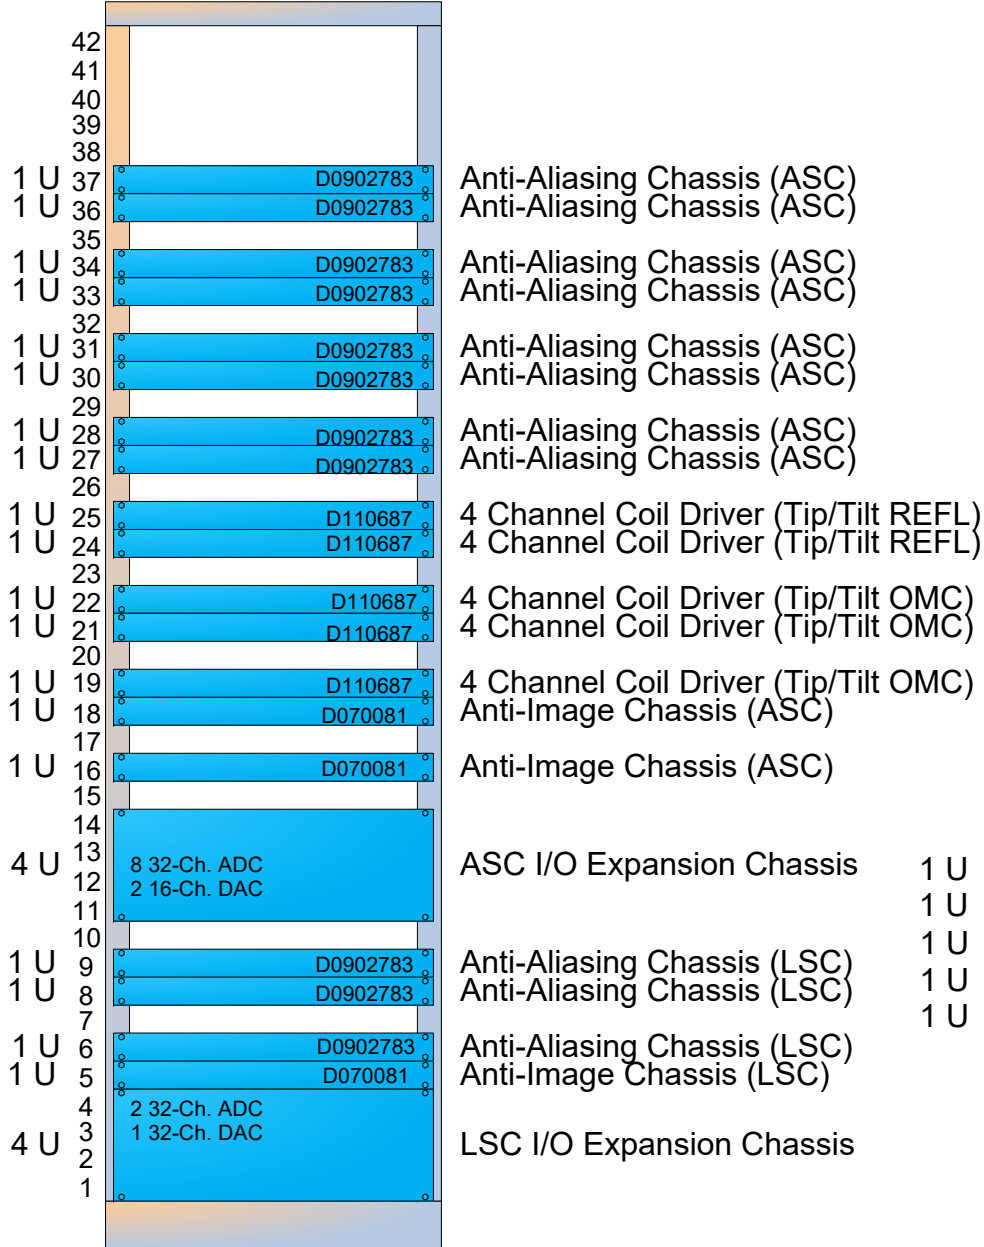 42
41
40
39
38
1 U 37 D0902783 Anti-Aliasing Chassis (ASC)
1 U 36 D0902783 Anti-Aliasing Chassis (ASC)
35
1 U 34 D0902783 Anti-Aliasing Chassis (ASC)
1 U 33 D0902783 Anti-Aliasing Chassis (ASC)
32
1 U 31 D0902783 Anti-Aliasing Chassis (ASC)
1 U 30 D0902783 Anti-Aliasing Chassis (ASC)
29
1 U 28 D0902783 Anti-Aliasing Chassis (ASC)
1 U 27 D0902783 Anti-Aliasing Chassis (ASC)
26
1 U 25 D110687 4 Channel Coil Driver (Tip/Tilt REFL)
1 U 24 D110687 4 Channel Coil Driver (Tip/Tilt REFL)
23
1 U 22 D110687 4 Channel Coil Driver (Tip/Tilt OMC)
1 U 21 D110687 4 Channel Coil Driver (Tip/Tilt OMC)
20
1 U 19 D110687 4 Channel Coil Driver (Tip/Tilt OMC)
1 U 18 D070081 Anti-Image Chassis (ASC)
17
1 U 16 D070081 Anti-Image Chassis (ASC)
15
14
4 U 13 8 32-Ch. ADC ASC I/O Expansion Chassis 1 U
12 2 16-Ch. DAC
11 1 U
10 1 U
1 U 9 D0902783 Anti-Aliasing Chassis (LSC)
1 U 8 D0902783 Anti-Aliasing Chassis (LSC) 1 U
7 1 U
1 U 6 D0902783 Anti-Aliasing Chassis (LSC)
1 U 5 D070081 Anti-Image Chassis (LSC)
4 2 32-Ch. ADC
4 U 3 1 32-Ch. DAC LSC I/O Expansion Chassis
2
1